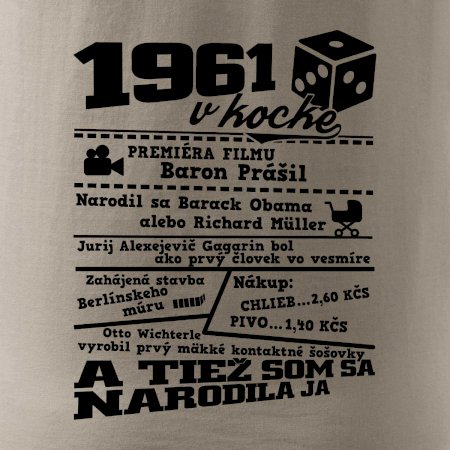 1961
v kocke
PREMIÉRA FILMU
Baron Prášil
Narodil sa Barack Obama
alebo Richard Müller
Jurij Alexejevič Gagarin bol
ako prvý človek vo vesmíre
Zahájená stavba
Berlínskeho
múru
Nákup:
CHLIEB...2,60 KČS
PIVO...1,40 KČS
Otto Wichterle
vyrobil prvý mäkké kontaktné šošovky
A TIEŽ SOM SA
NARODILA JA